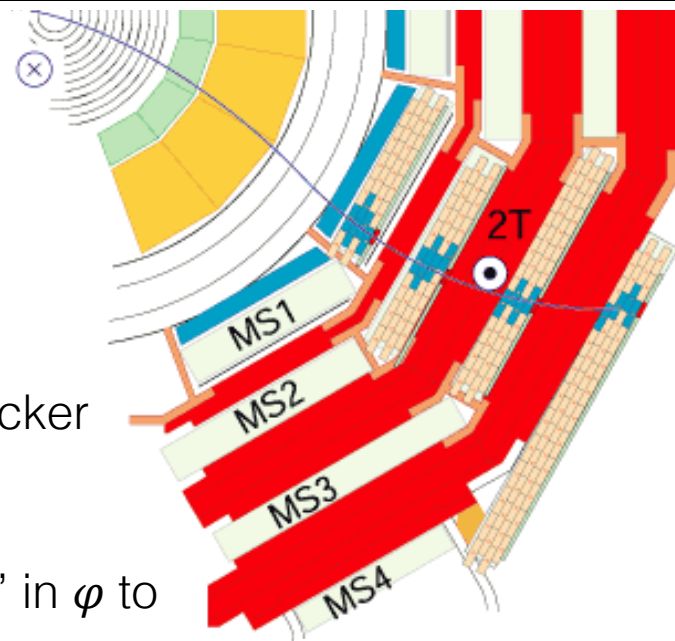 2T
MS1
MS2
cker
MS3
’ in φ to
MS4